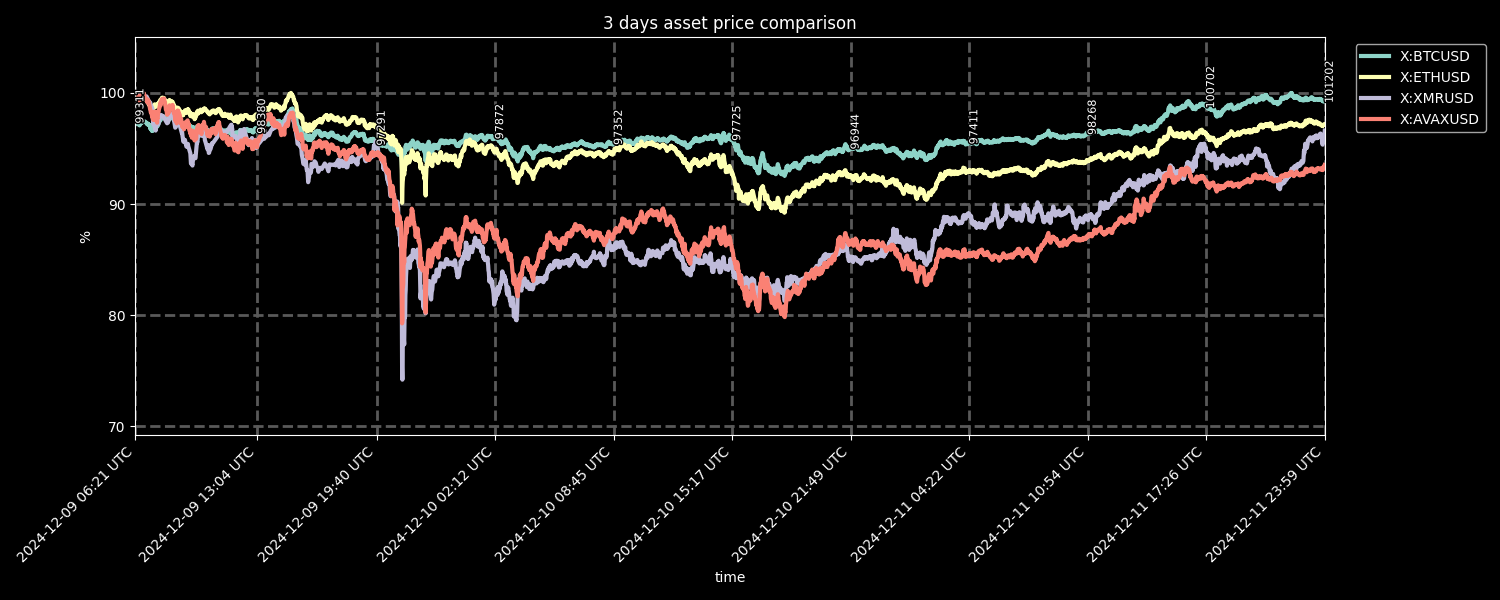 3 days asset price comparison
X:BTCUSD
X:ETHUSD
X:XMRUSD
X:AVAXUSD
100
90
80
70
%
98380
97291
97872
97352
97725
96944
97411
98268
100702
101202
2024-12-09 06:21 UTC
2024-12-09 13:04 UTC
2024-12-09 19:40 UTC
2024-12-10 02:12 UTC
2024-12-10 08:45 UTC
2024-12-10 15:17 UTC
2024-12-10 21:49 UTC
2024-12-11 04:22 UTC
2024-12-11 10:54 UTC
2024-12-11 17:26 UTC
2024-12-11 23:59 UTC
time